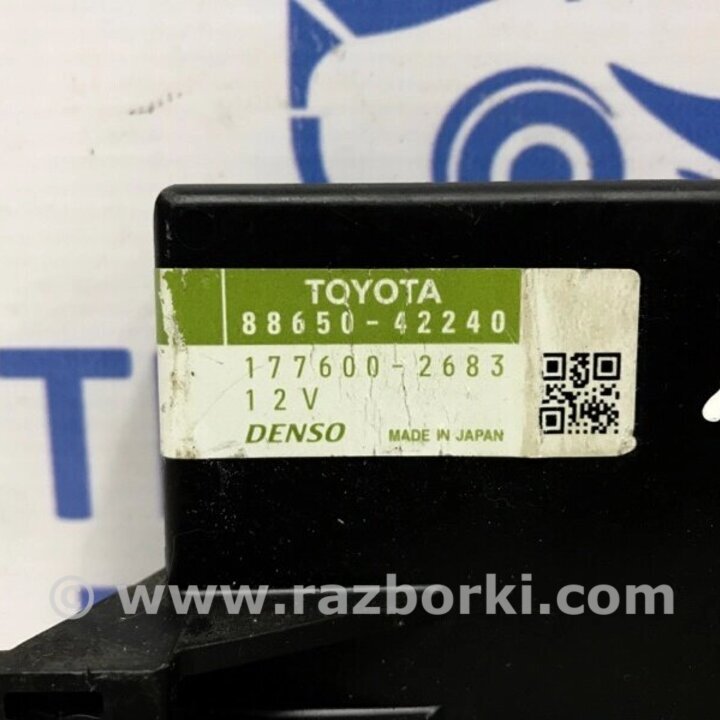 TOYOTA
88650-42240
177600-2683
12V
DENSO MADE IN JAPAN
© www.razborki.com